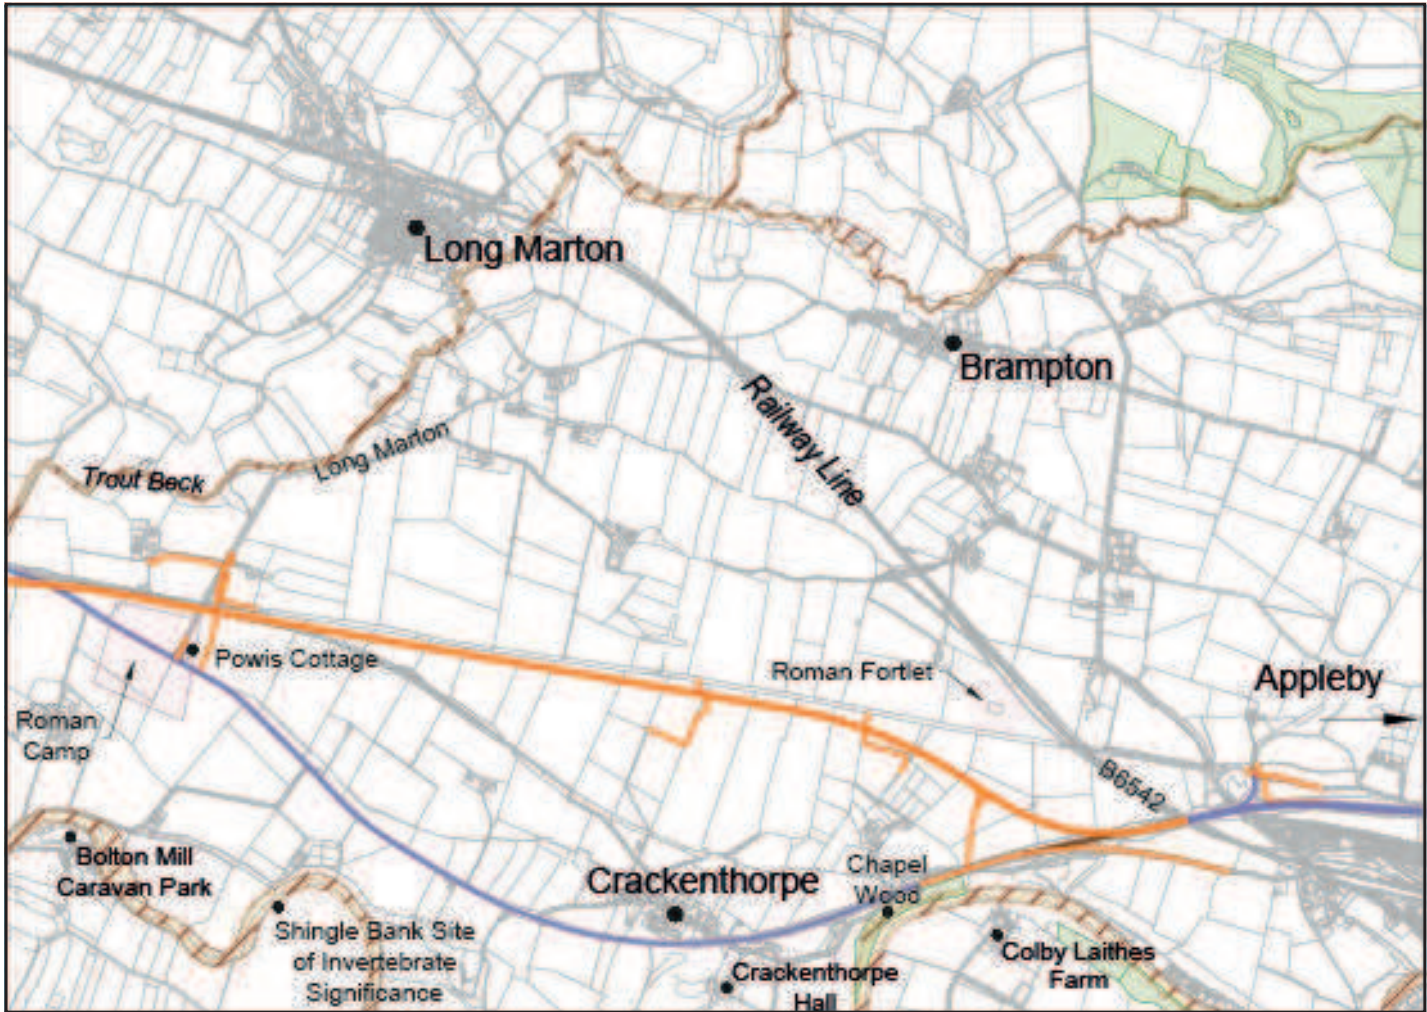 Long Marton
Brampton
Railway Line
Long Marton
Trout Beck
Powis Cottage
Roman Fortlet
Appleby
Roman
Camp
B6542
Bolton Mill
Caravan Park
Crackenthorpe
Chapel
Wood
Shingle Bank Site
of Invertebrate
Significance
Colby Laithes
Farm
Crackenthorpe
Hall